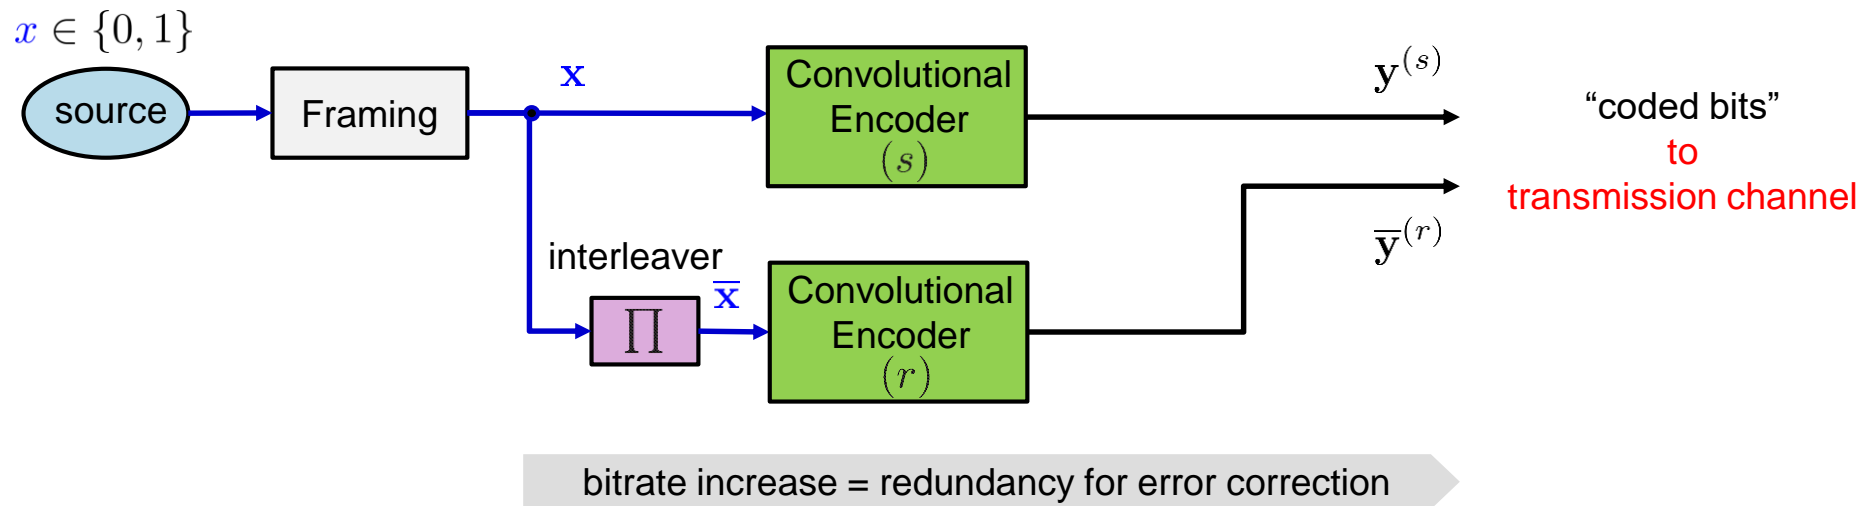 x ∈ {0, 1}
source
Framing
x
Convolutional
Encoder
(s)
y⁽ˢ⁾
“coded bits”
to
transmission channel
y̅⁽ʳ⁾
interleaver
∏
x̅
Convolutional
Encoder
(r)
bitrate increase = redundancy for error correction